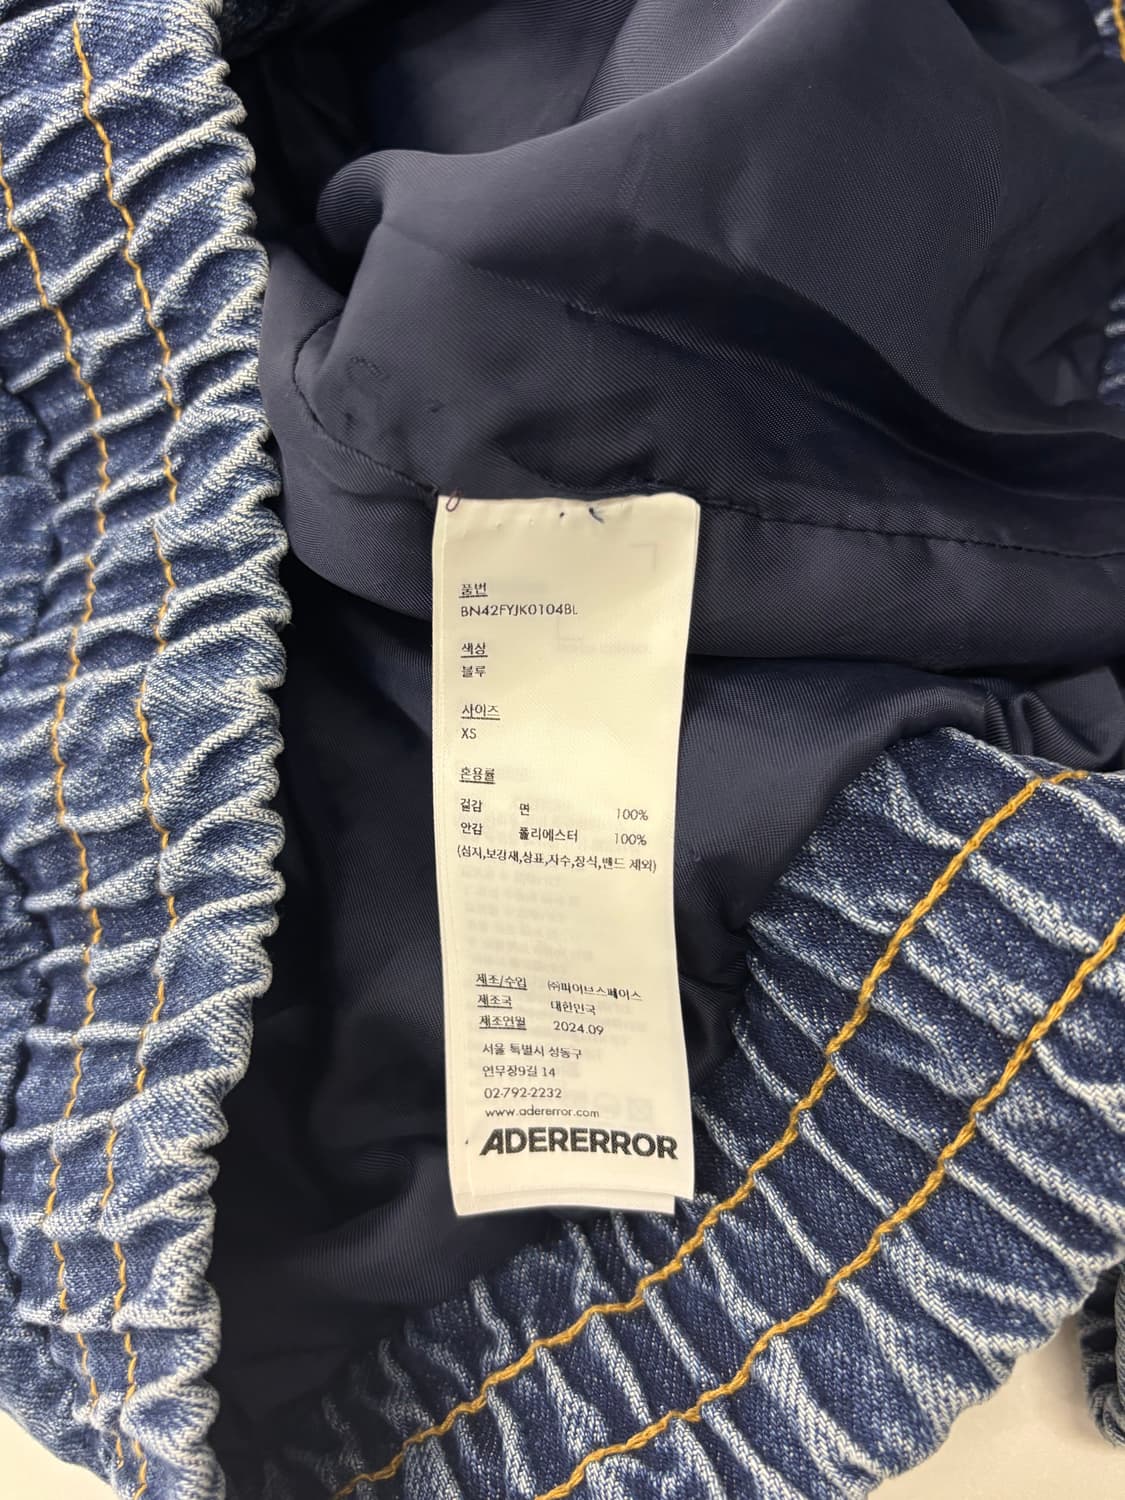 품번
BN42FYJK0104BL
색상
블루
사이즈
XS
혼용률
겉감 면 100%
안감 폴리에스터 100%
(심지,보강재,상표,자수,장식,밴드 제외)
제조/수입 ㈜파이브스페이스
제조국 대한민국
제조연월 2024.09
서울 특별시 성동구
연무장9길 14
02-792-2232
www.adererror.com
ADERERROR